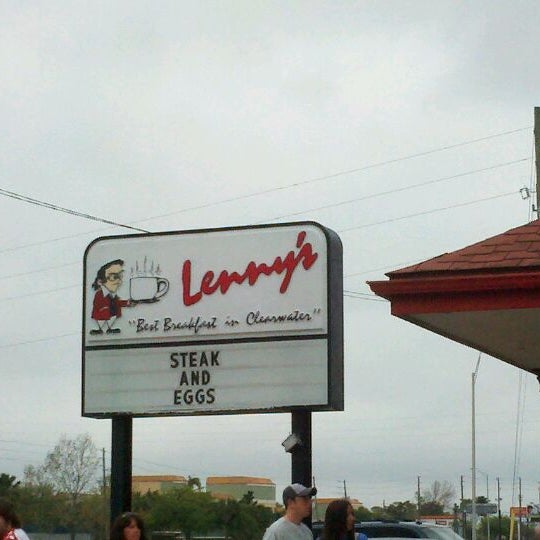 Lenny's
"Best Breakfast in Clearwater"
STEAK
AND
EGGS